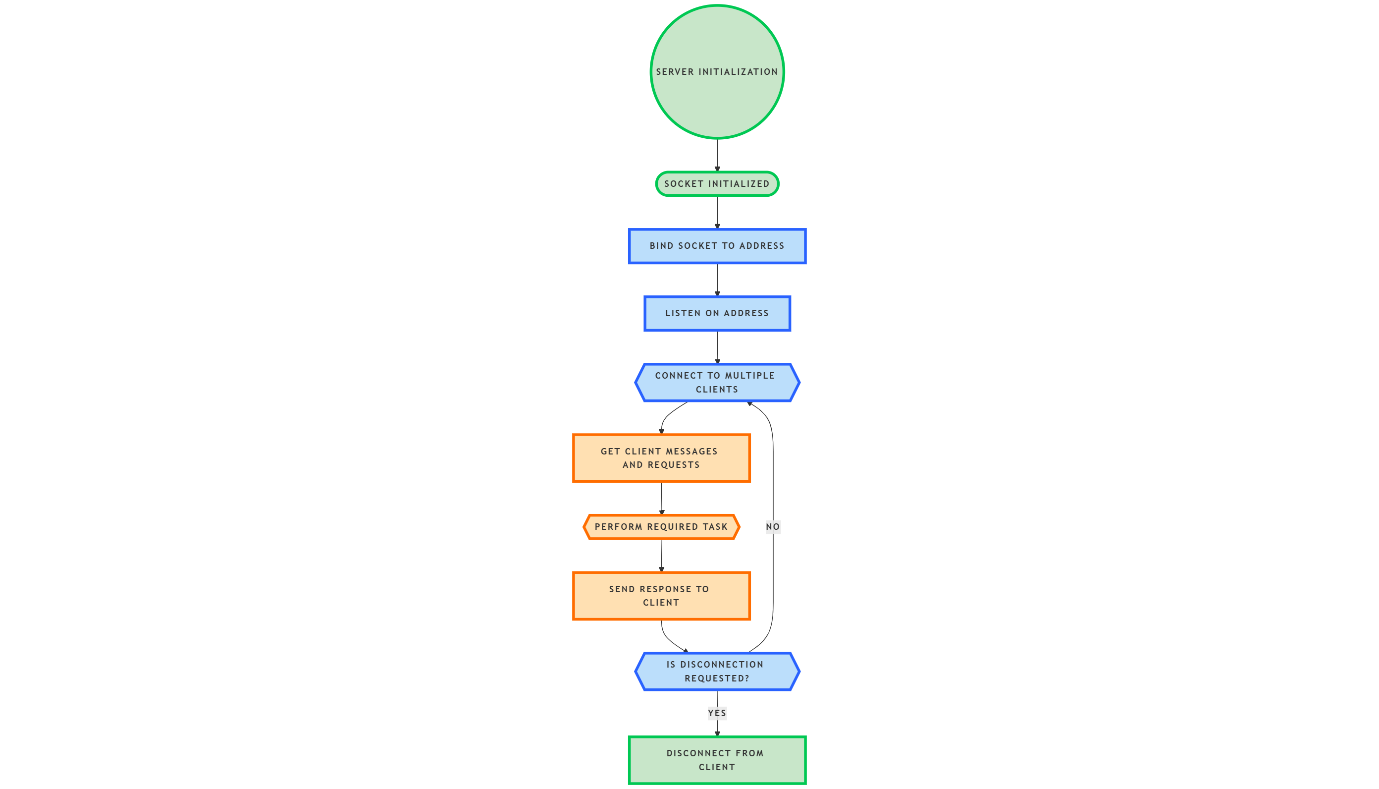 SERVER INITIALIZATION
SOCKET INITIALIZED
BIND SOCKET TO ADDRESS
LISTEN ON ADDRESS
CONNECT TO MULTIPLE
CLIENTS
GET CLIENT MESSAGES
AND REQUESTS
PERFORM REQUIRED TASK
NO
SEND RESPONSE TO
CLIENT
IS DISCONNECTION
REQUESTED?
YES
DISCONNECT FROM
CLIENT